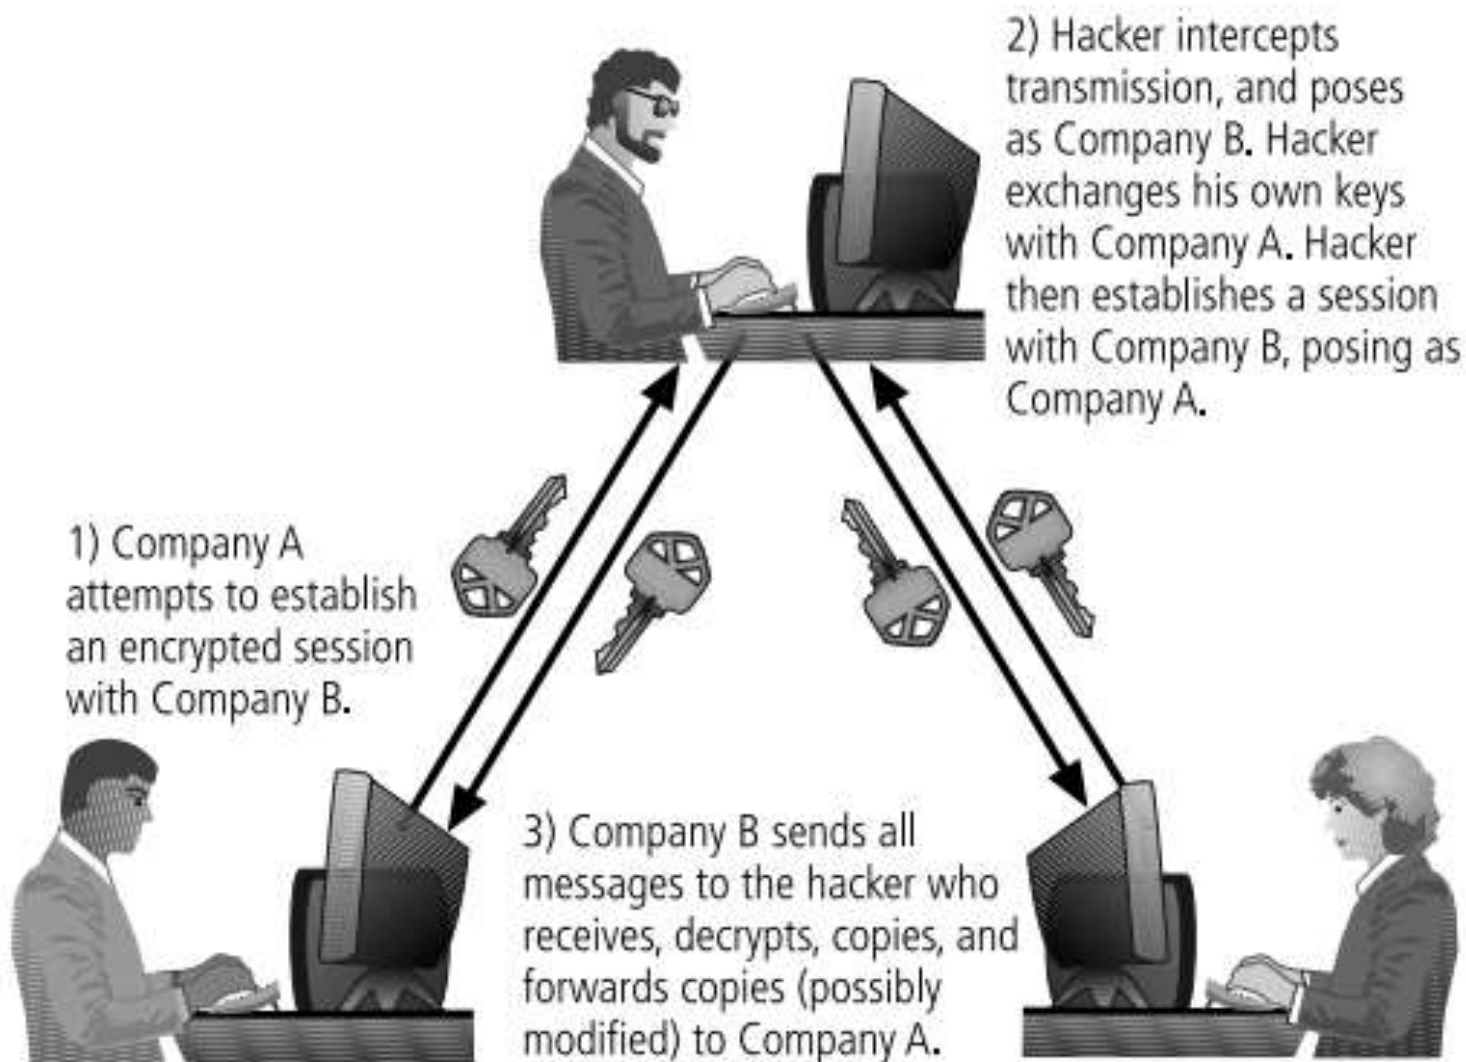 1) Company A
attempts to establish
an encrypted session
with Company B.
2) Hacker intercepts
transmission, and poses
as Company B. Hacker
exchanges his own keys
with Company A. Hacker
then establishes a session
with Company B, posing as
Company A.
3) Company B sends all
messages to the hacker who
receives, decrypts, copies, and
forwards copies (possibly
modified) to Company A.